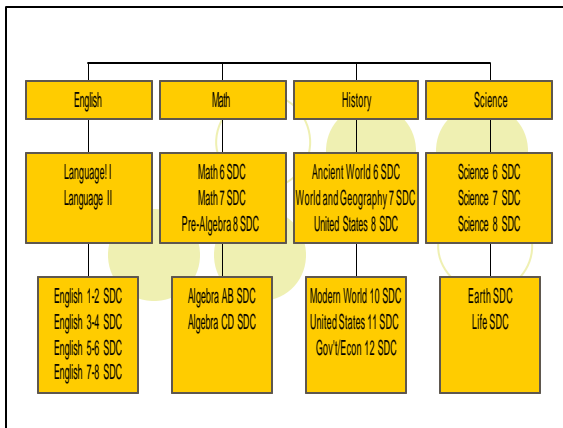 English
Math
History
Science
Language! I
Language II
Math 6 SDC
Math 7 SDC
Pre-Algebra 8 SDC
Ancient World 6 SDC
World and Geography 7 SDC
United States 8 SDC
Science 6 SDC
Science 7 SDC
Science 8 SDC
English 1-2 SDC
English 3-4 SDC
English 5-6 SDC
English 7-8 SDC
Algebra AB SDC
Algebra CD SDC
Modern World 10 SDC
United States 11 SDC
Gov't/Econ 12 SDC
Earth SDC
Life SDC